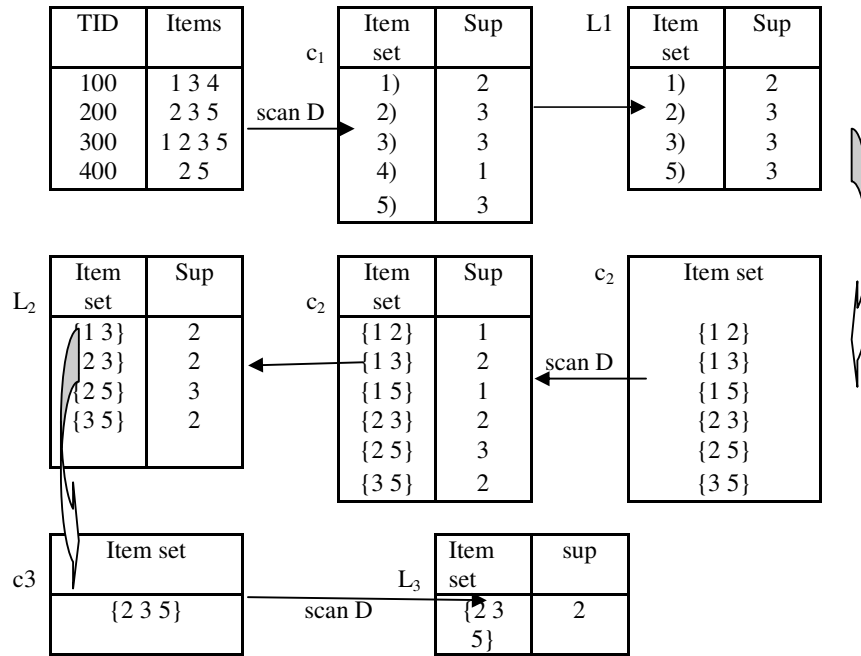 TID Items
100 1 3 4
200 2 3 5
300 1 2 3 5
400 2 5
scan D
c1
Item set Sup
1) 2
2) 3
3) 3
4) 1
5) 3
L1
Item set Sup
1) 2
2) 3
3) 3
5) 3
L2
Item set Sup
{1 3} 2
{2 3} 2
{2 5} 3
{3 5} 2
c2
Item set Sup
{1 2} 1
{1 3} 2
{1 5} 1
{2 3} 2
{2 5} 3
{3 5} 2
scan D
c2
Item set
{1 2}
{1 3}
{1 5}
{2 3}
{2 5}
{3 5}
c3
Item set
{2 3 5}
scan D
L3
Item set sup
{2 3 5} 2